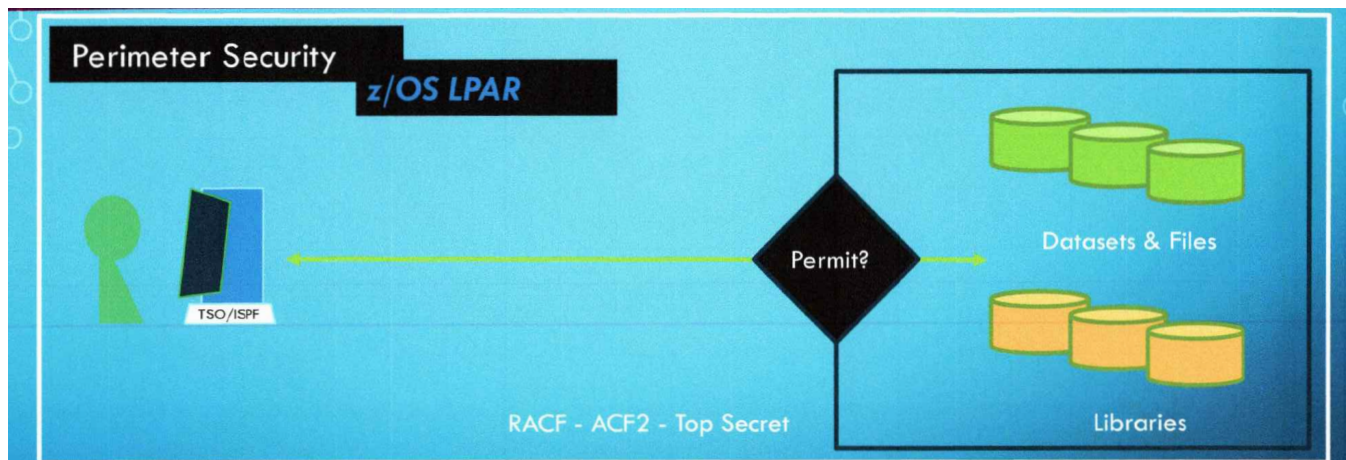 Perimeter Security
z/OS LPAR
Permit?
Datasets & Files
TSO/ISPF
RACF - ACF2 - Top Secret
Libraries